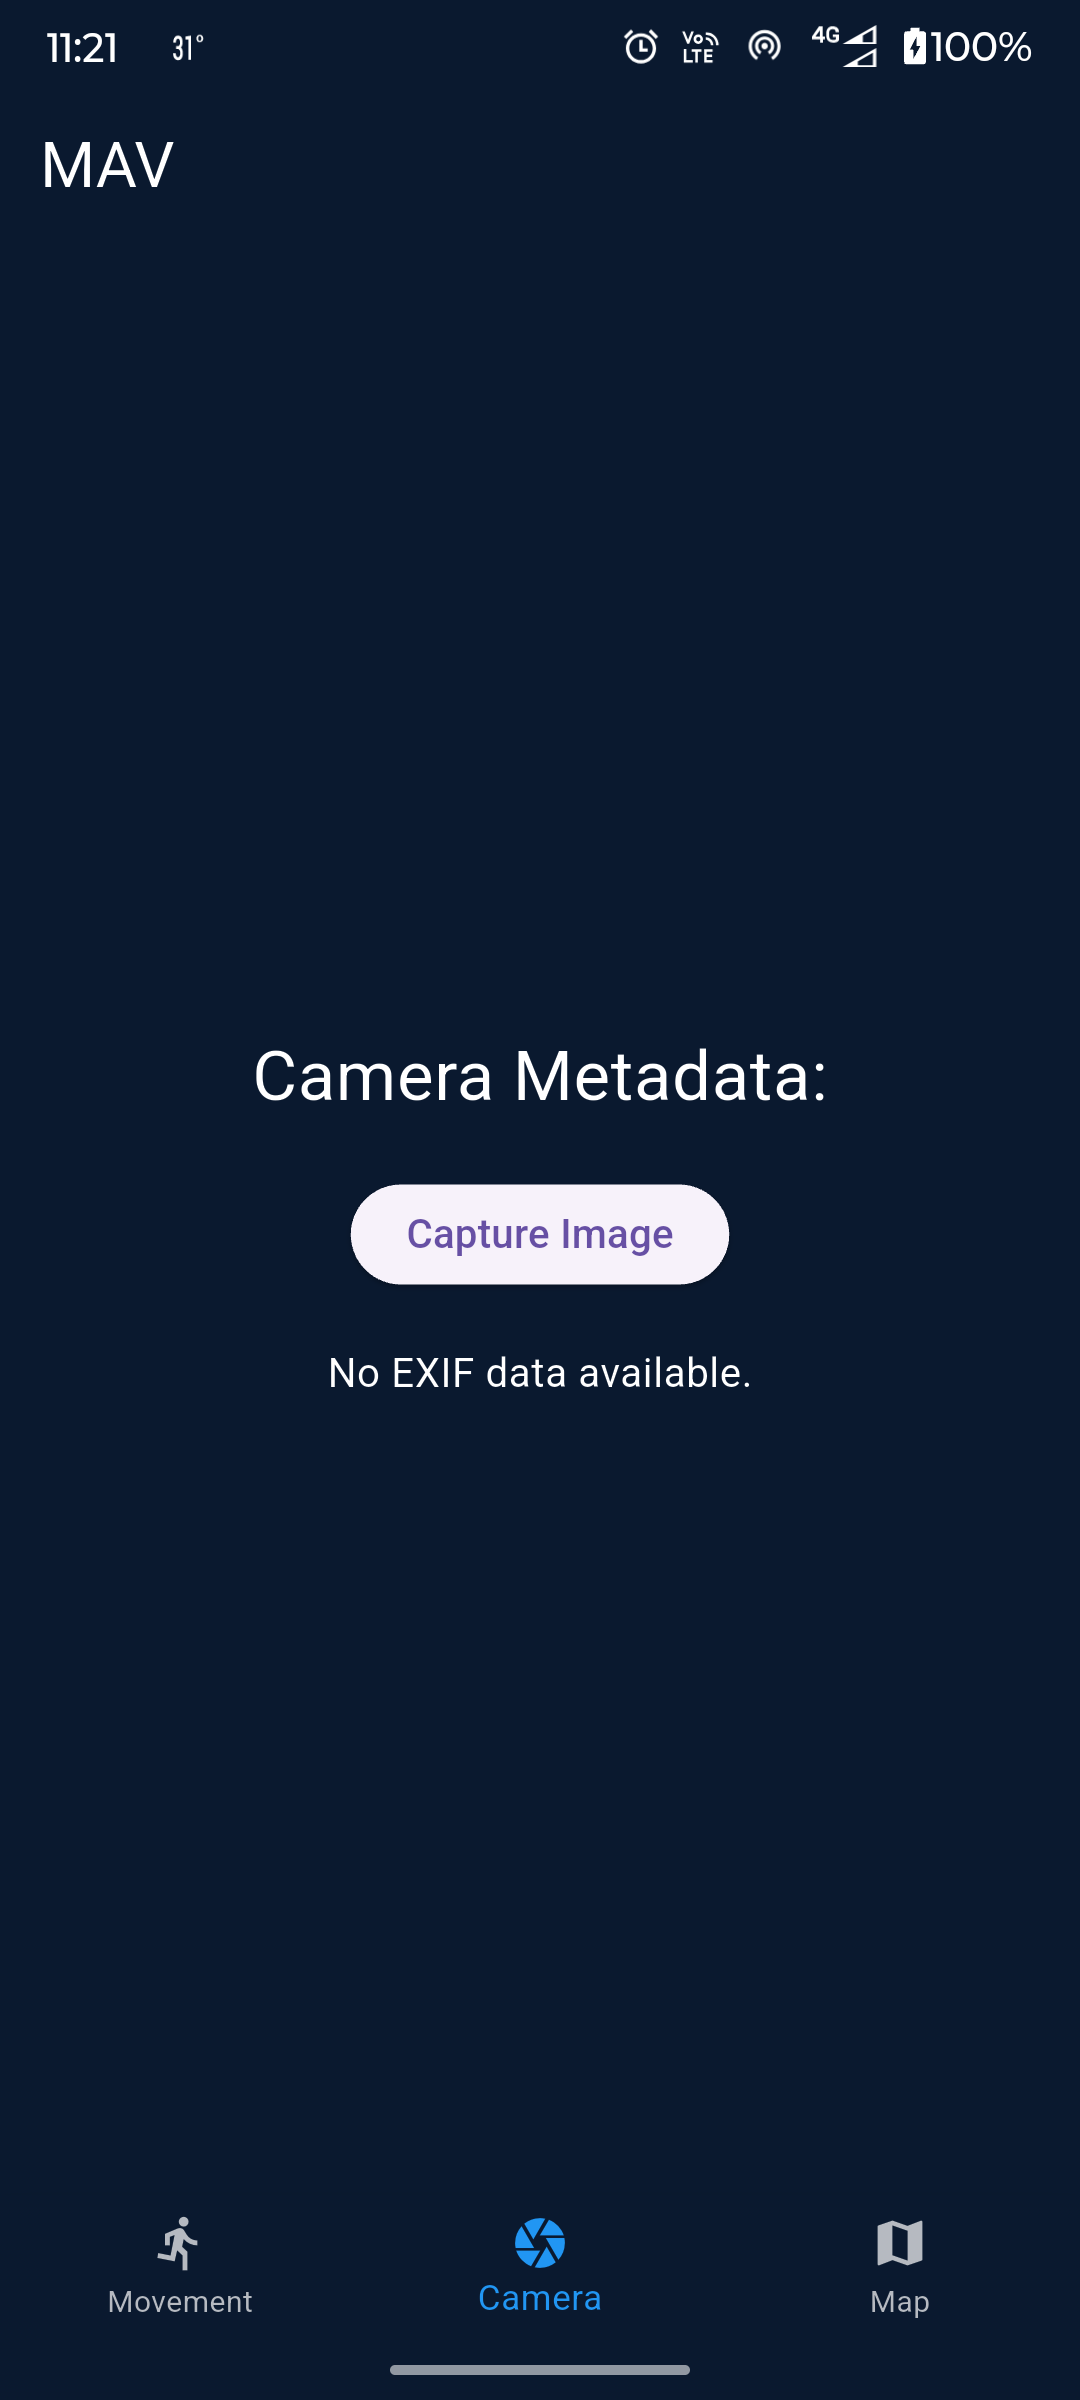 11:21 31° VO LTE 4G 100%
MAV
Camera Metadata:
Capture Image
No EXIF data available.
Movement Camera Map